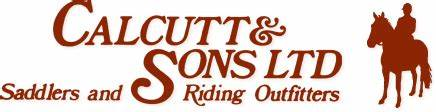 CALCUTT &
SONS LTD
Saddlers and Riding Outfitters